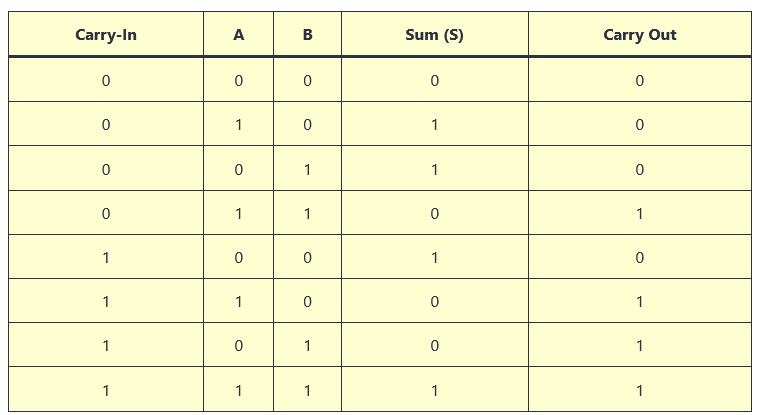 Carry-In A B Sum (S) Carry Out
0 0 0 0 0
0 1 0 1 0
0 0 1 1 0
0 1 1 0 1
1 0 0 1 0
1 1 0 0 1
1 0 1 0 1
1 1 1 1 1